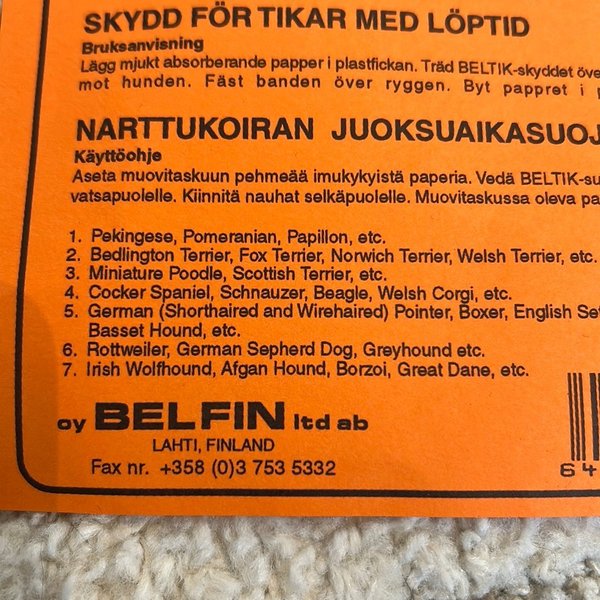 SKYDD FÖR TIKAR MED LÖPTID
Bruksanvisning
Lägg mjukt absorberande papper i plastfickan. Träd BELTIK-skyddet öve
mot hunden. Fäst banden över ryggen. Byt pappret i p
NARTTUKOIRAN JUOKSUAIKASUOJ
Käyttöohje
Aseta muovitaskuun pehmeää imukykyistä paperia. Vedä BELTIK-su
vatsapuolelle. Kiinnitä nauhat selkäpuolelle. Muovitaskussa oleva pa
1. Pekingese, Pomeranian, Papillon, etc.
2. Bedlington Terrier, Fox Terrier, Norwich Terrier, Welsh Terrier, etc.
3. Miniature Poodle, Scottish Terrier, etc.
4. Cocker Spaniel, Schnauzer, Beagle, Welsh Corgi, etc.
5. German (Shorthaired and Wirehaired) Pointer, Boxer, English Set
Basset Hound, etc.
6. Rottweiler, German Sepherd Dog, Greyhound etc.
7. Irish Wolfhound, Afgan Hound, Borzoi, Great Dane, etc.
oy BELFIN ltd ab
LAHTI, FINLAND
Fax nr. +358 (0)3 753 5332
64